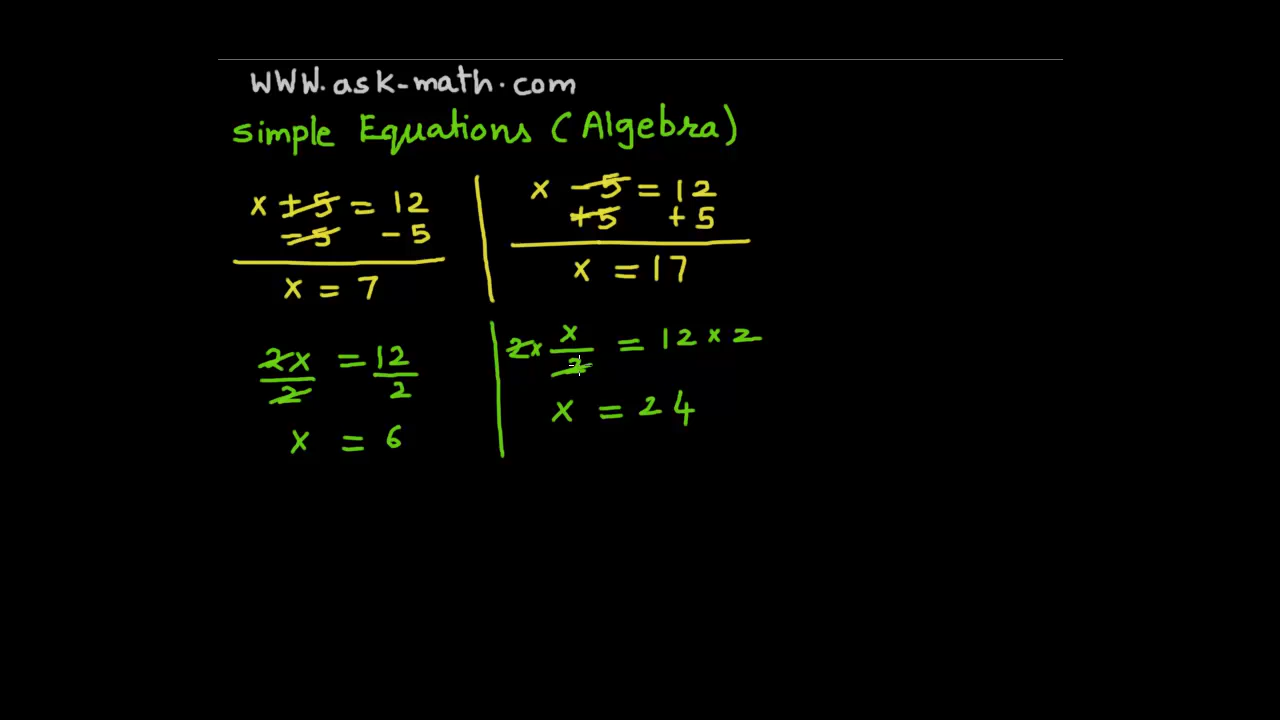 WWW.ask-math.com
simple Equations (Algebra)
x + 5 = 12
- 5 - 5
x = 7
x - 5 = 12
+ 5 + 5
x = 17
2x = 12
2 2
x = 6
2 × x = 12 × 2
2
x = 24